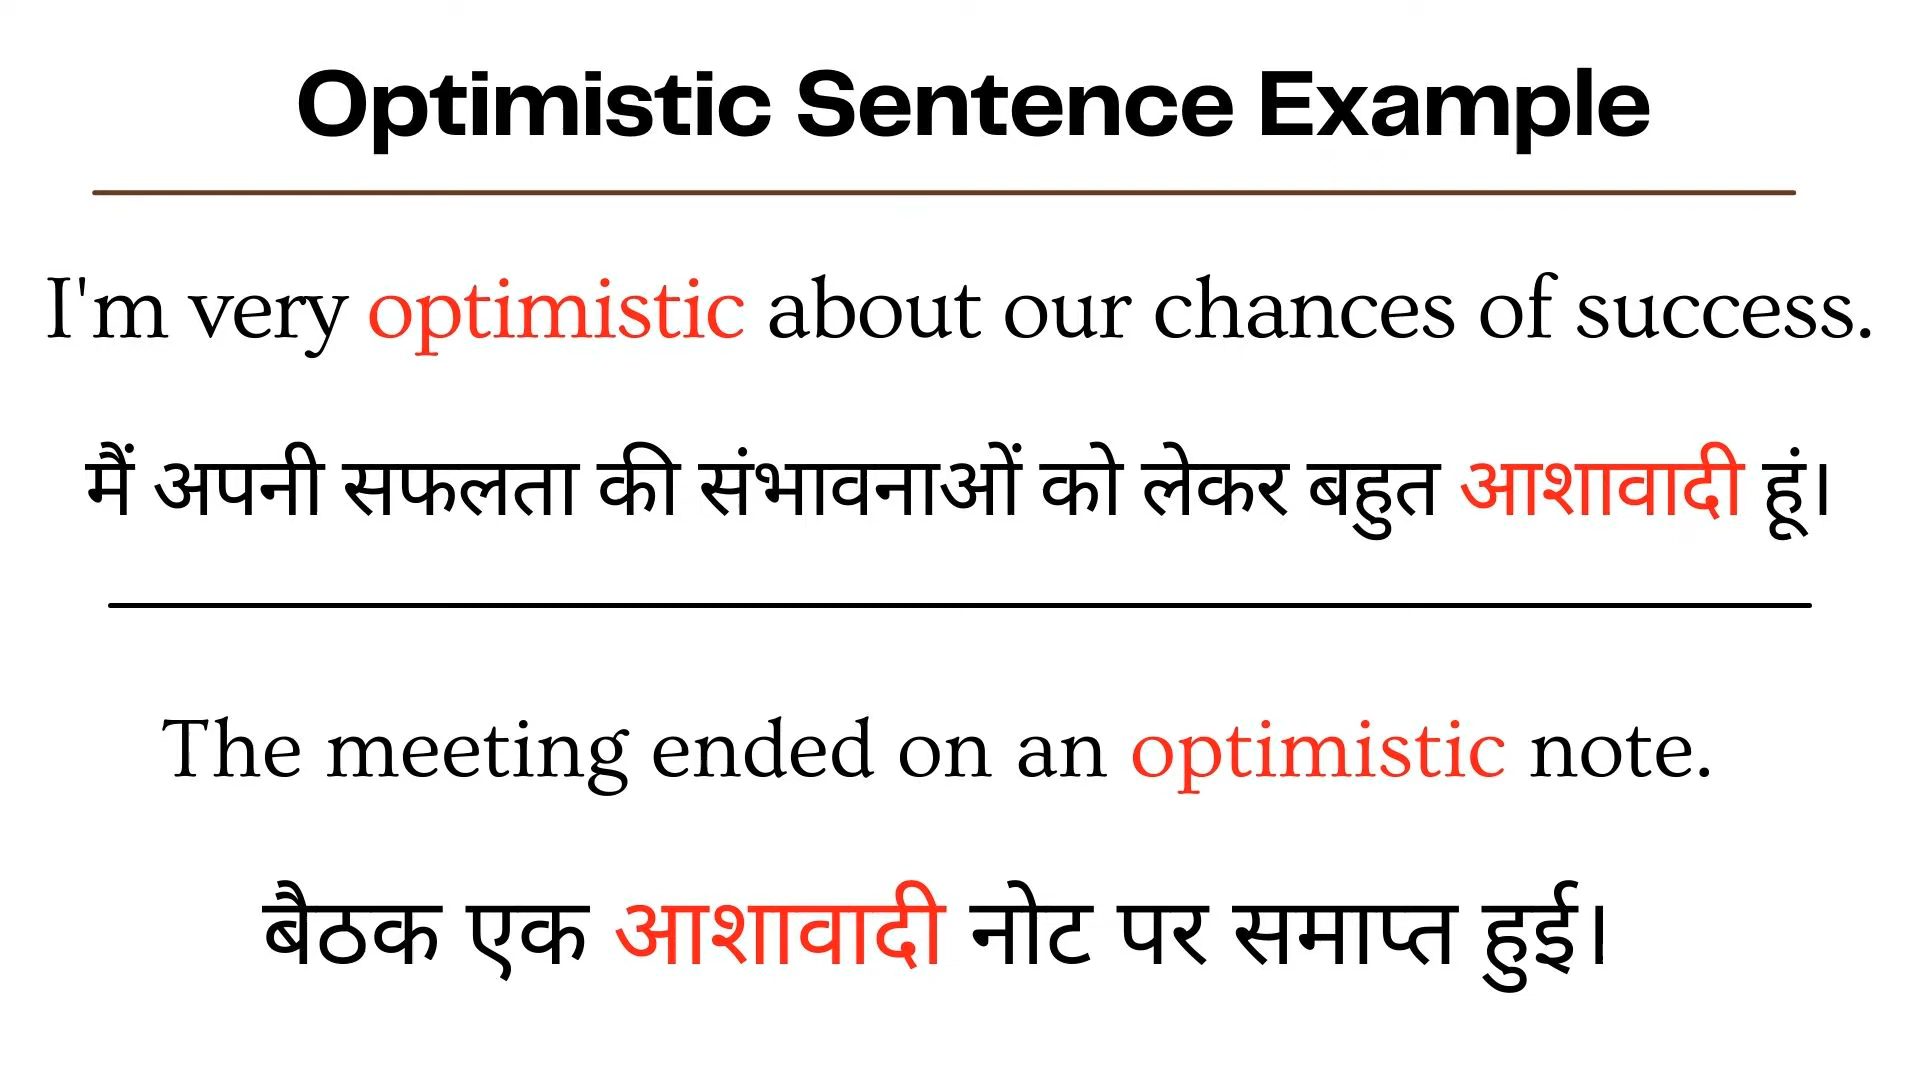 Optimistic Sentence Example
I'm very optimistic about our chances of success.
मैं अपनी सफलता की संभावनाओं को लेकर बहुत आशावादी हूं।
The meeting ended on an optimistic note.
बैठक एक आशावादी नोट पर समाप्त हुई।